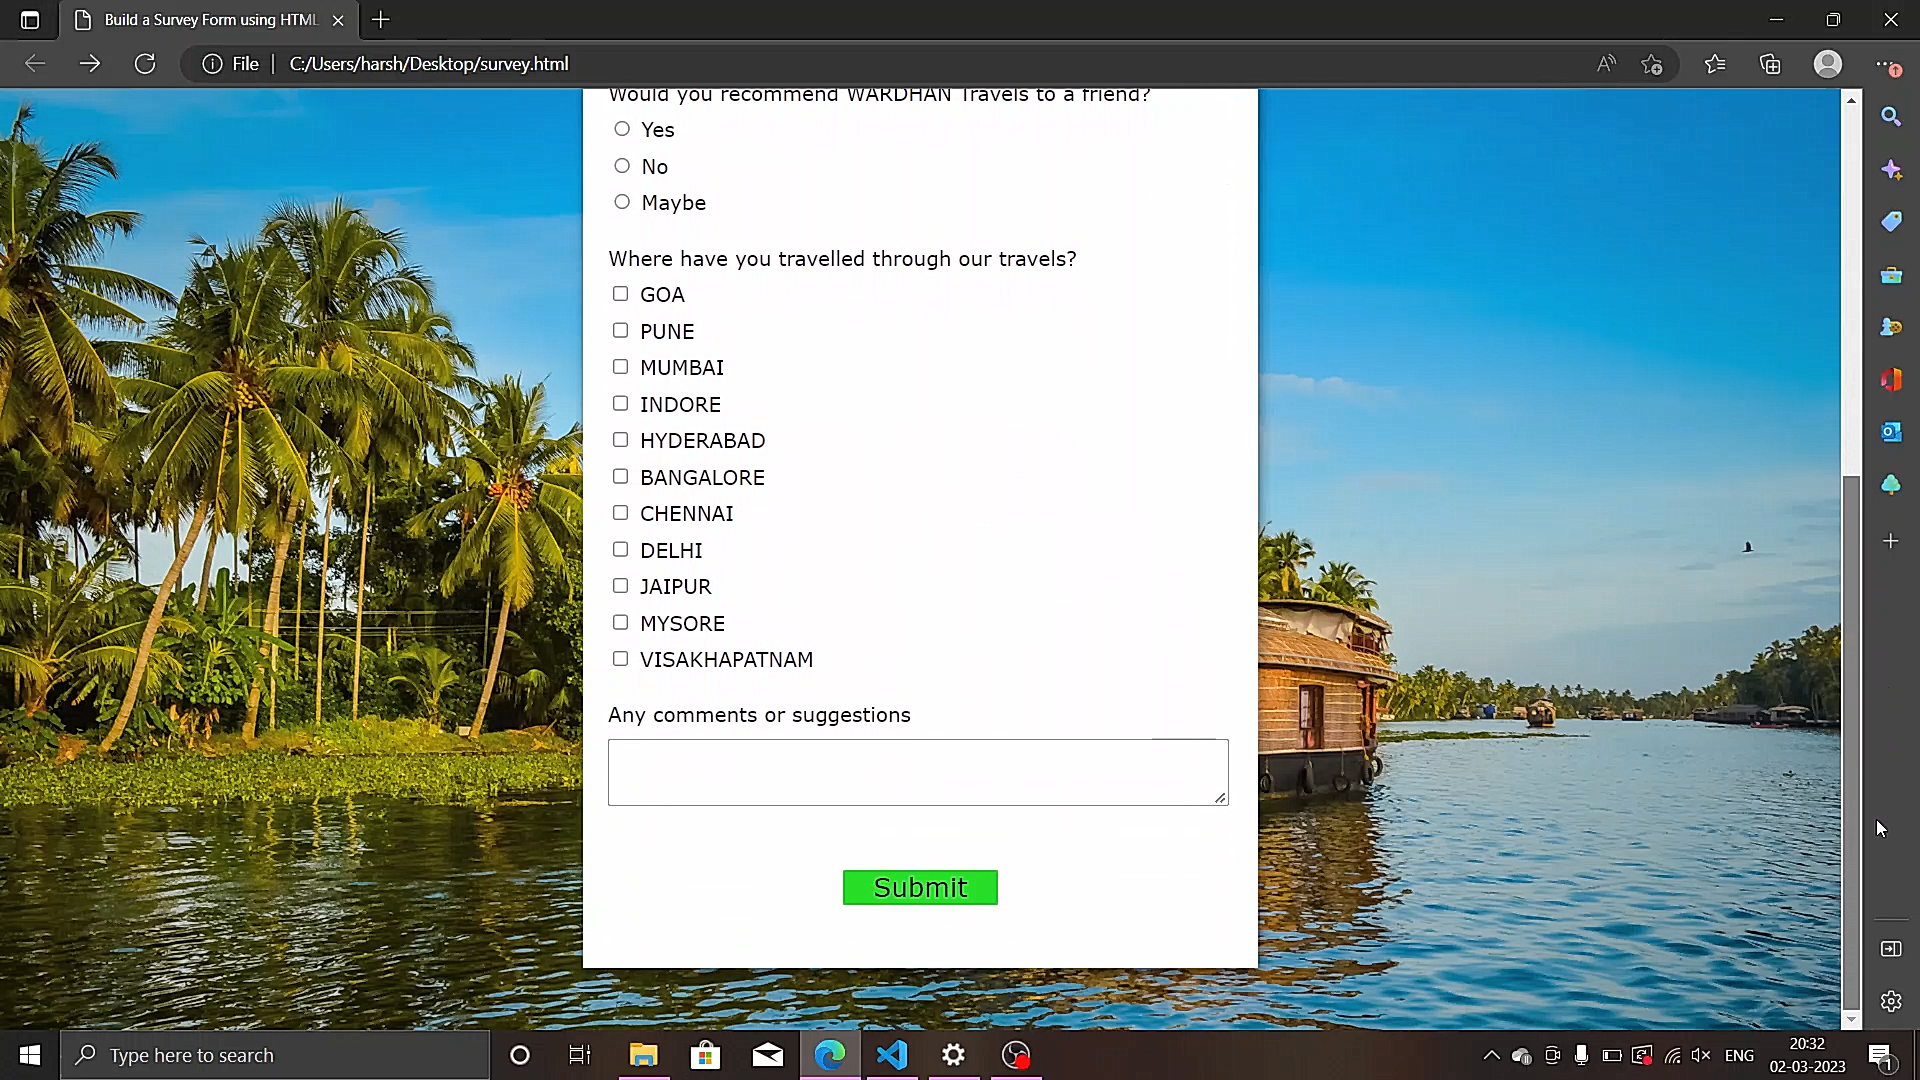 Build a Survey Form using HTML
File
C:/Users/harsh/Desktop/survey.html
Would you recommend WARDHAN Travels to a friend?
Yes
No
Maybe
Where have you travelled through our travels?
GOA
PUNE
MUMBAI
INDORE
HYDERABAD
BANGALORE
CHENNAI
DELHI
JAIPUR
MYSORE
VISAKHAPATNAM
Any comments or suggestions
Submit
Type here to search
ENG
20:32
02-03-2023
1